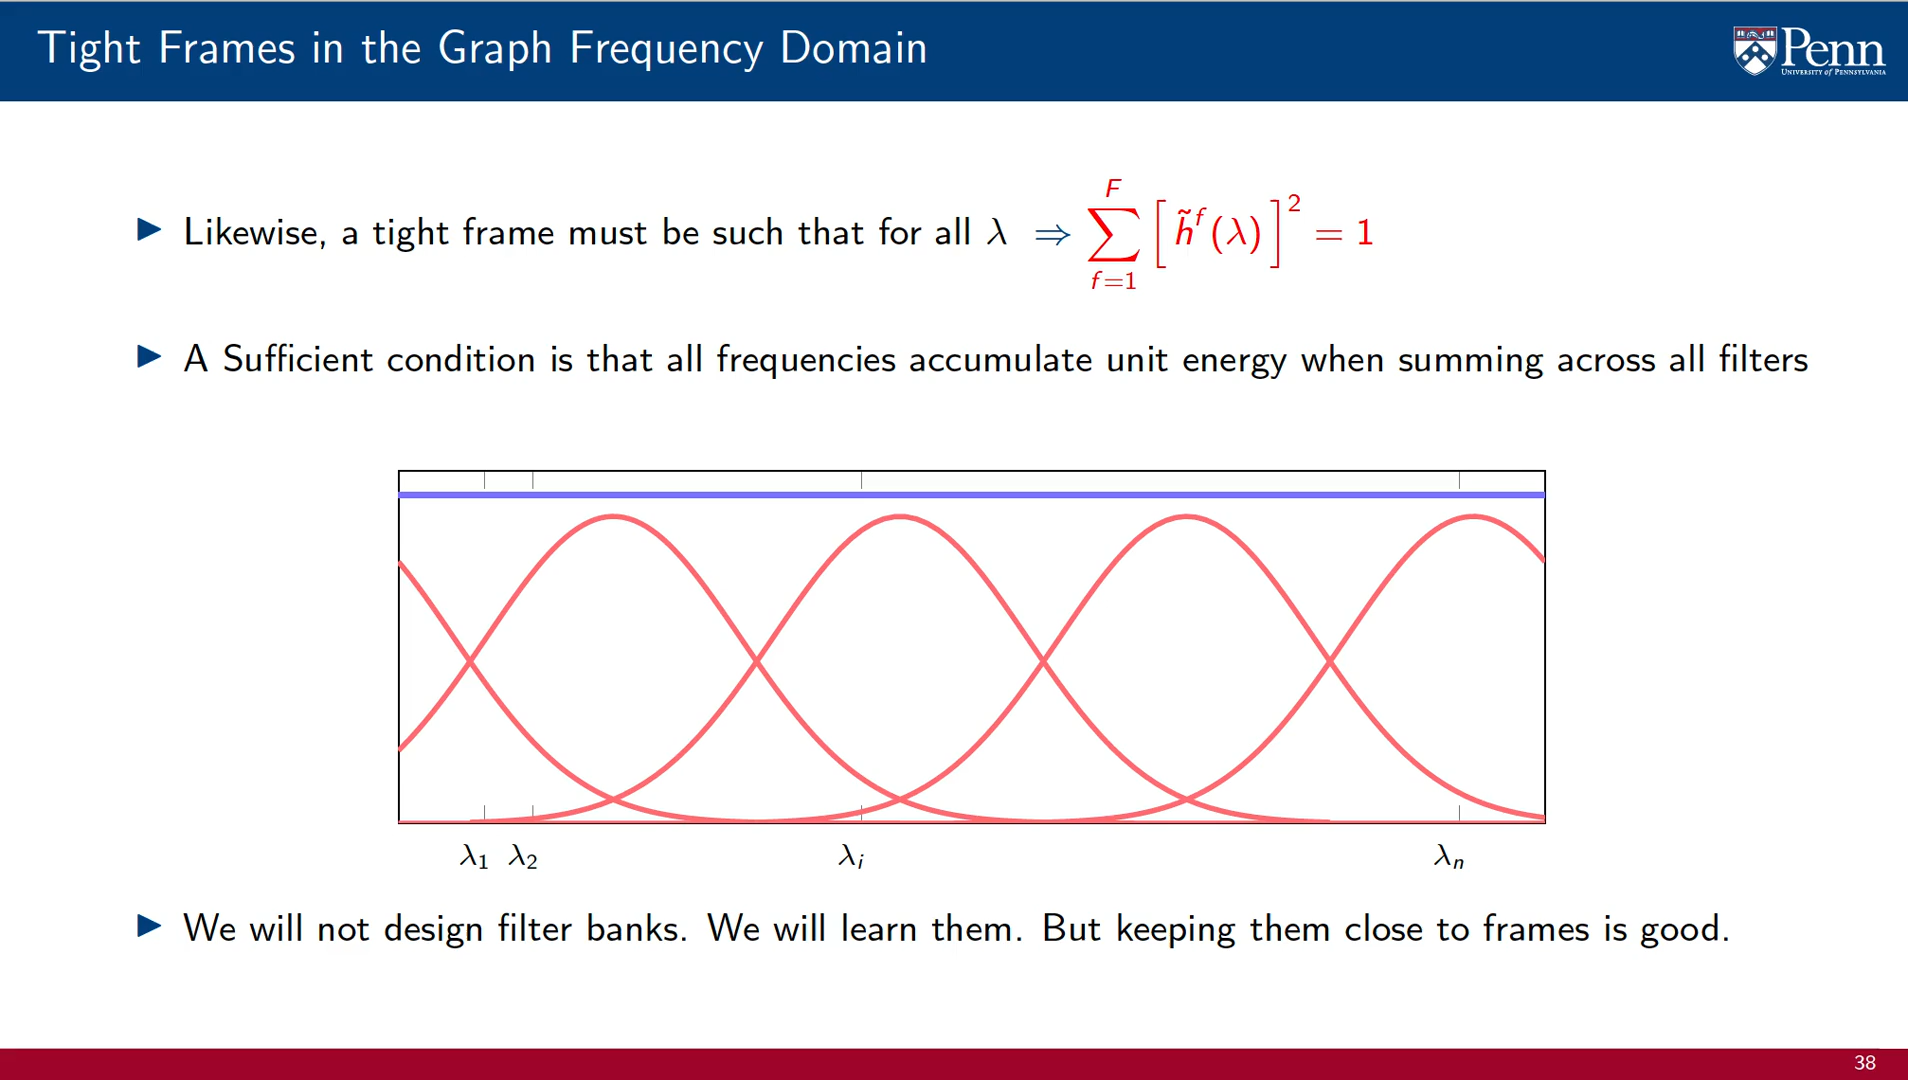 Tight Frames in the Graph Frequency Domain
Penn
UNIVERSITY of PENNSYLVANIA
▶ Likewise, a tight frame must be such that for all λ ⇒ ∑_{f=1}^{F} [ h̃^f(λ) ]^2 = 1
▶ A Sufficient condition is that all frequencies accumulate unit energy when summing across all filters
λ₁ λ₂ λ_i λ_n
▶ We will not design filter banks. We will learn them. But keeping them close to frames is good.
38